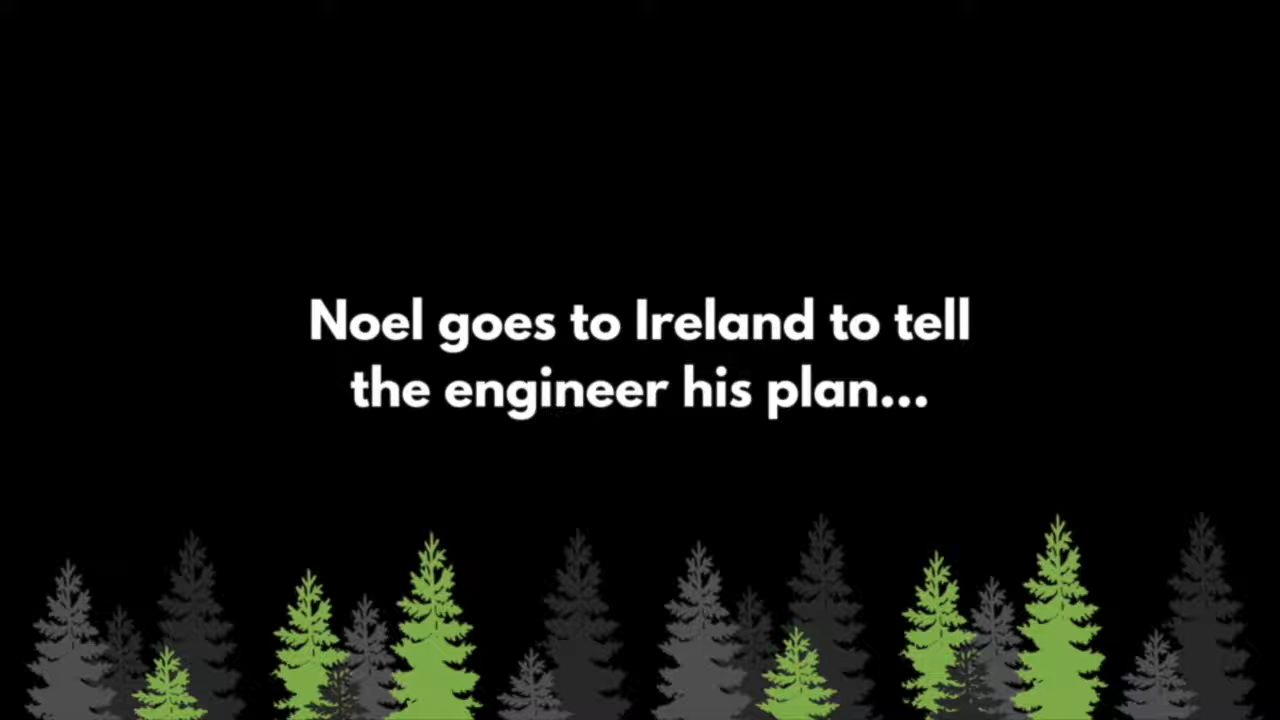 Noel goes to Ireland to tell
the engineer his plan...